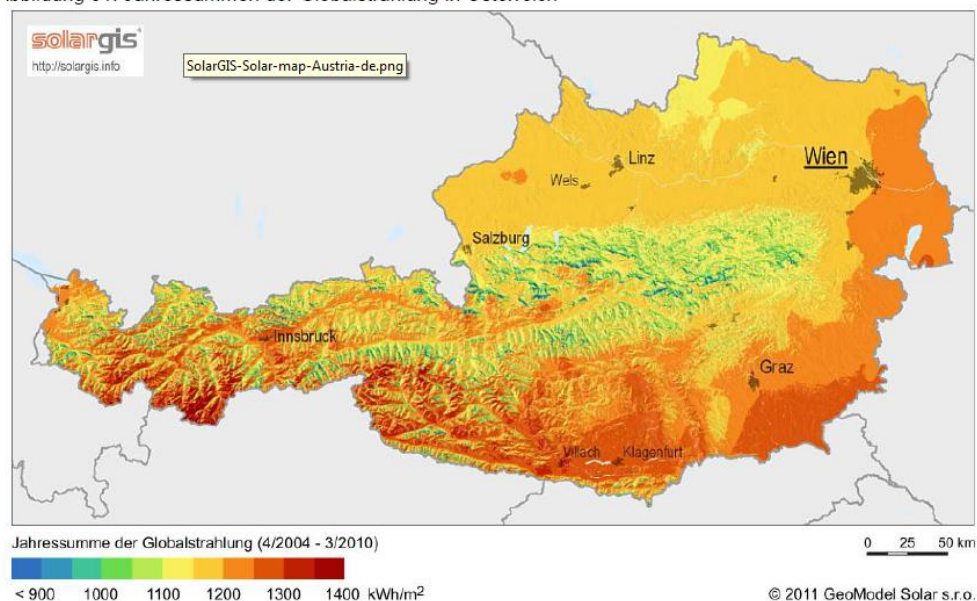 solargis
http://solargis.info
SolarGIS-Solar-map-Austria-de.png
Linz
Wien
Wels
Salzburg
Innsbruck
Graz
Villach Klagenfurt
Jahressumme der Globalstrahlung (4/2004 - 3/2010)
0 25 50 km
< 900 1000 1100 1200 1300 1400 kWh/m²
© 2011 GeoModel Solar s.r.o.